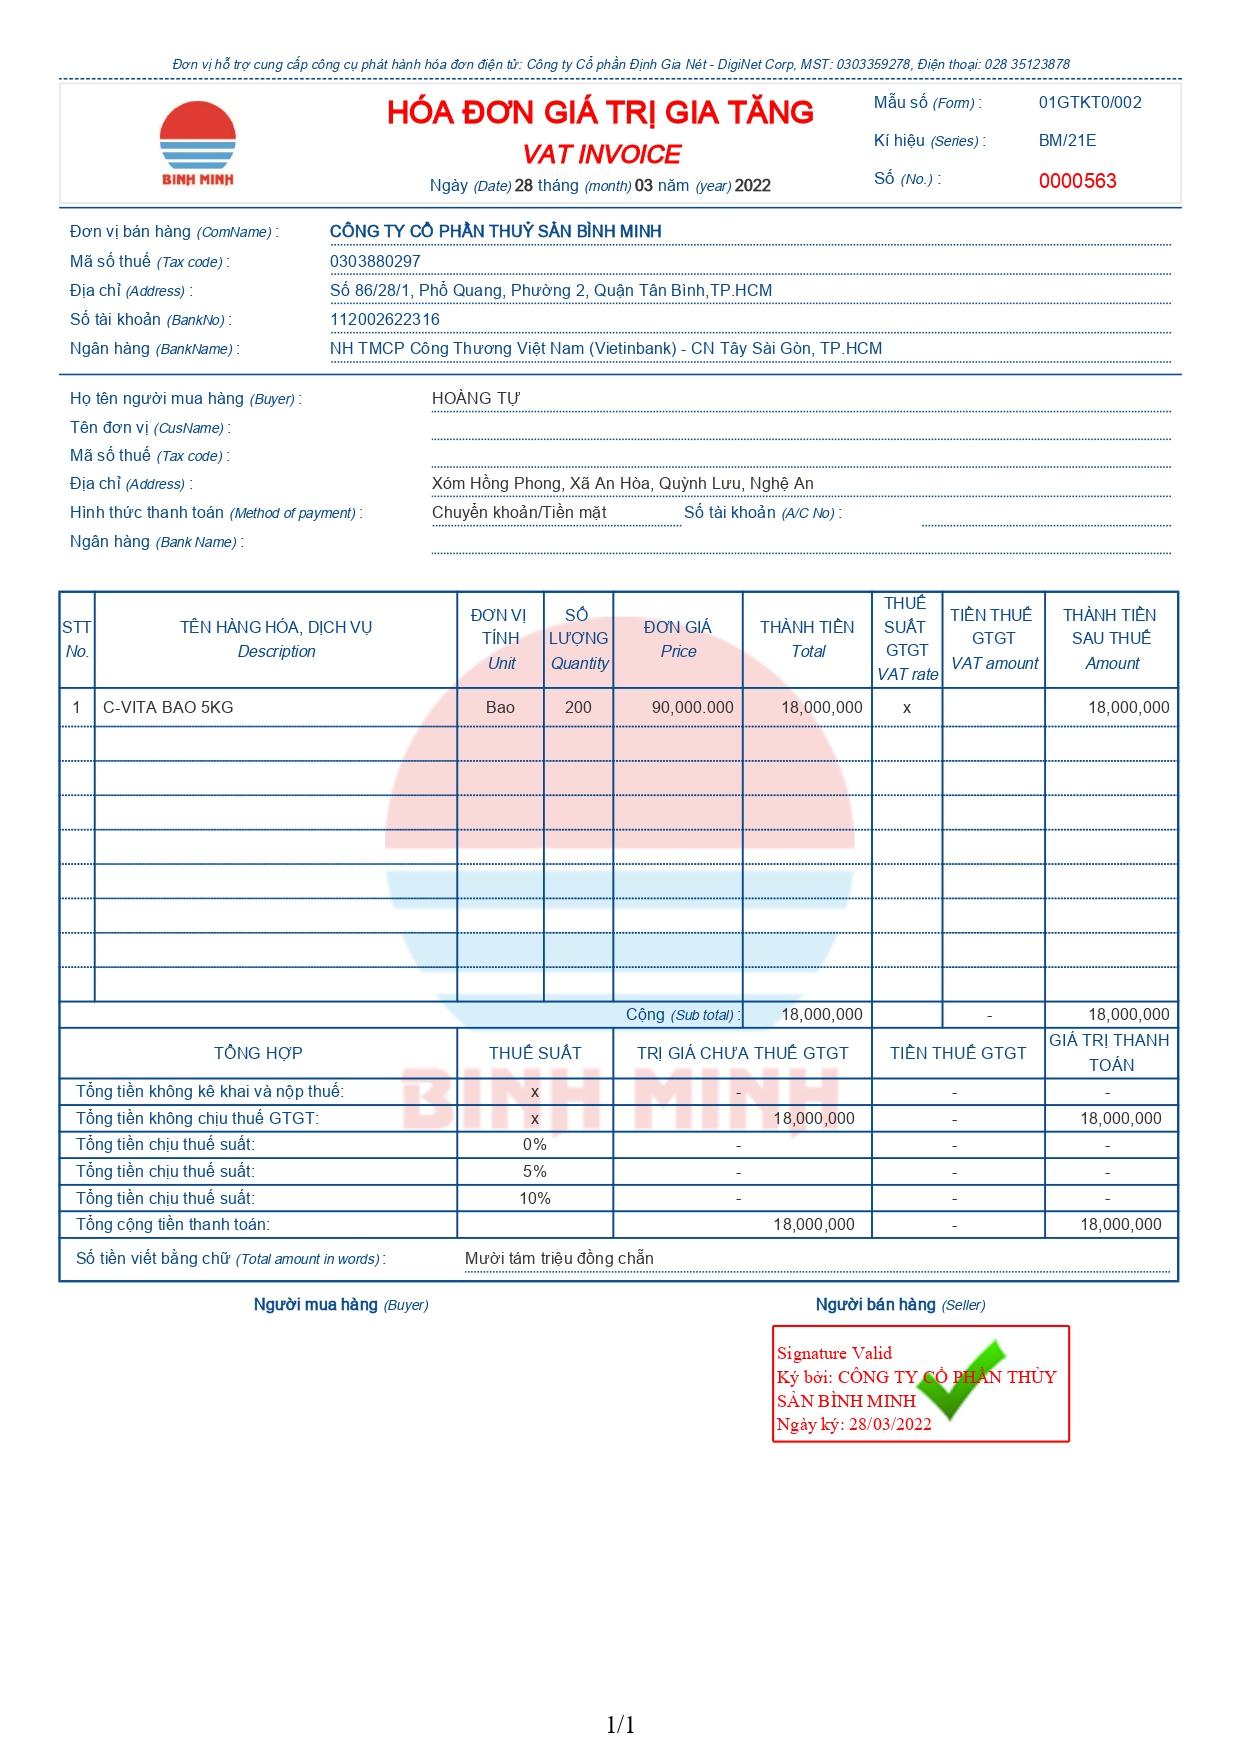 Đơn vị hỗ trợ cung cấp công cụ phát hành hóa đơn điện tử: Công ty Cổ phần Định Gia Nét - DigiNet Corp, MST: 0303359278, Điện thoại: 028 35123878
BINH MINH
HÓA ĐƠN GIÁ TRỊ GIA TĂNG
VAT INVOICE
Ngày (Date) 28 tháng (month) 03 năm (year) 2022
Mẫu số (Form) : 01GTKT0/002
Kí hiệu (Series) : BM/21E
Số (No.) : 0000563
Đơn vị bán hàng (ComName) : CÔNG TY CỔ PHẦN THUỶ SẢN BÌNH MINH
Mã số thuế (Tax code) : 0303880297
Địa chỉ (Address) : Số 86/28/1, Phổ Quang, Phường 2, Quận Tân Bình,TP.HCM
Số tài khoản (BankNo) : 112002622316
Ngân hàng (BankName) : NH TMCP Công Thương Việt Nam (Vietinbank) - CN Tây Sài Gòn, TP.HCM
Họ tên người mua hàng (Buyer) : HOÀNG TỰ
Tên đơn vị (CusName) :
Mã số thuế (Tax code) :
Địa chỉ (Address) : Xóm Hồng Phong, Xã An Hòa, Quỳnh Lưu, Nghệ An
Hình thức thanh toán (Method of payment) : Chuyển khoản/Tiền mặt Số tài khoản (A/C No) :
Ngân hàng (Bank Name) :
STT No.
TÊN HÀNG HÓA, DỊCH VỤ Description
ĐƠN VỊ TÍNH Unit
SỐ LƯỢNG Quantity
ĐƠN GIÁ Price
THÀNH TIỀN Total
THUẾ SUẤT GTGT VAT rate
TIỀN THUẾ GTGT VAT amount
THÀNH TIỀN SAU THUẾ Amount
1 C-VITA BAO 5KG Bao 200 90,000.000 18,000,000 x 18,000,000
Cộng (Sub total) : 18,000,000 - 18,000,000
TỔNG HỢP THUẾ SUẤT TRỊ GIÁ CHƯA THUẾ GTGT TIỀN THUẾ GTGT GIÁ TRỊ THANH TOÁN
Tổng tiền không kê khai và nộp thuế: x - - -
Tổng tiền không chịu thuế GTGT: x 18,000,000 - 18,000,000
Tổng tiền chịu thuế suất: 0% - - -
Tổng tiền chịu thuế suất: 5% - - -
Tổng tiền chịu thuế suất: 10% - - -
Tổng cộng tiền thanh toán: 18,000,000 - 18,000,000
BINH MINH
Số tiền viết bằng chữ (Total amount in words) : Mười tám triệu đồng chẵn
Người mua hàng (Buyer) Người bán hàng (Seller)
Signature Valid
Ký bởi: CÔNG TY CỔ PHẦN THỦY
SẢN BÌNH MINH
Ngày ký: 28/03/2022
1/1